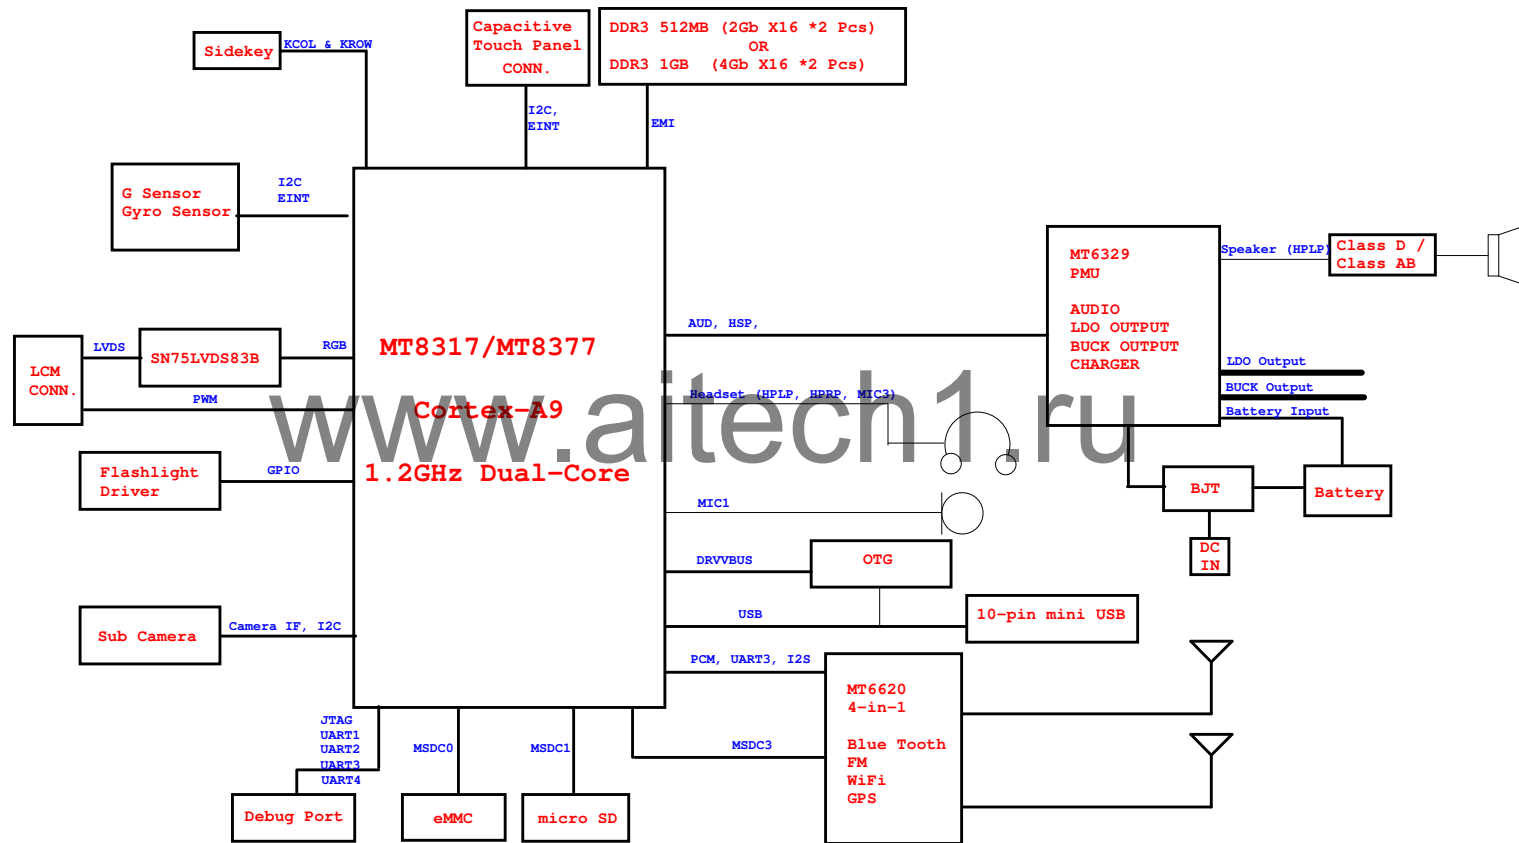 Capacitive
Touch Panel
CONN.
DDR3 512MB (2Gb X16 *2 Pcs)
OR
DDR3 1GB (4Gb X16 *2 Pcs)
Sidekey
KCOL & KROW
I2C,
EINT
EMI
G Sensor
Gyro Sensor
I2C
EINT
MT6329
PMU
AUDIO
LDO OUTPUT
BUCK OUTPUT
CHARGER
Speaker (HPLP)
Class D /
Class AB
AUD, HSP,
LCM
CONN.
LVDS
SN75LVDS83B
RGB
PWM
MT8317/MT8377
Cortex-A9
1.2GHz Dual-Core
www.aitech1.ru
Headset (HPLP, HPRP, MIC3)
LDO Output
BUCK Output
Battery Input
Flashlight
Driver
GPIO
BJT
Battery
DC
IN
MIC1
DRVVBUS
OTG
USB
10-pin mini USB
Sub Camera
Camera IF, I2C
PCM, UART3, I2S
MT6620
4-in-1
Blue Tooth
FM
WiFi
GPS
JTAG
UART1
UART2
UART3
UART4
MSDC0
MSDC1
MSDC3
Debug Port
eMMC
micro SD